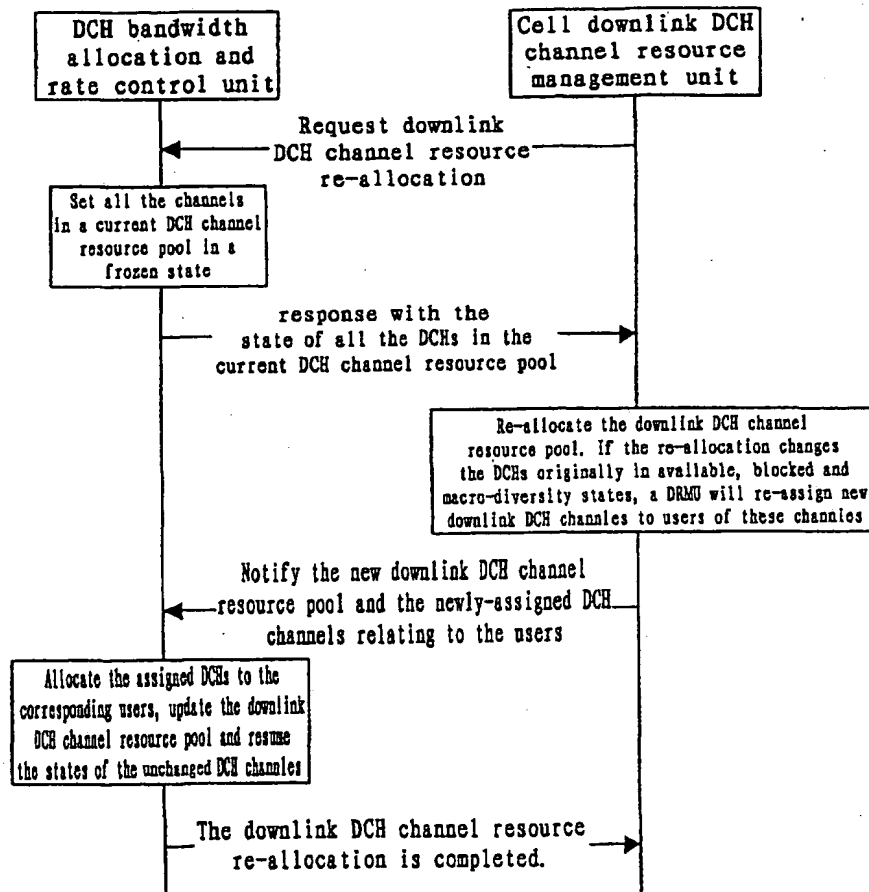 DCH bandwidth
allocation and
rate control unit
Cell downlink DCH
channel resource
management unit
Request downlink
DCH channel resource
re-allocation
Set all the channels
in a current DCH channel
resource pool in a
frozen state
response with the
state of all the DCHs in the
current DCH channel resource pool
Re-allocate the downlink DCH channel
resource pool. If the re-allocation changes
the DCHs originally in available, blocked and
macro-diversity states, a DRMU will re-assign new
downlink DCH channles to users of these channles
Notify the new downlink DCH channel
resource pool and the newly-assigned DCH
channels relating to the users
Allocate the assigned DCHs to the
corresponding users, update the downlink
DCH channel resource pool and resume
the states of the unchanged DCH channles
The downlink DCH channel resource
re-allocation is completed.